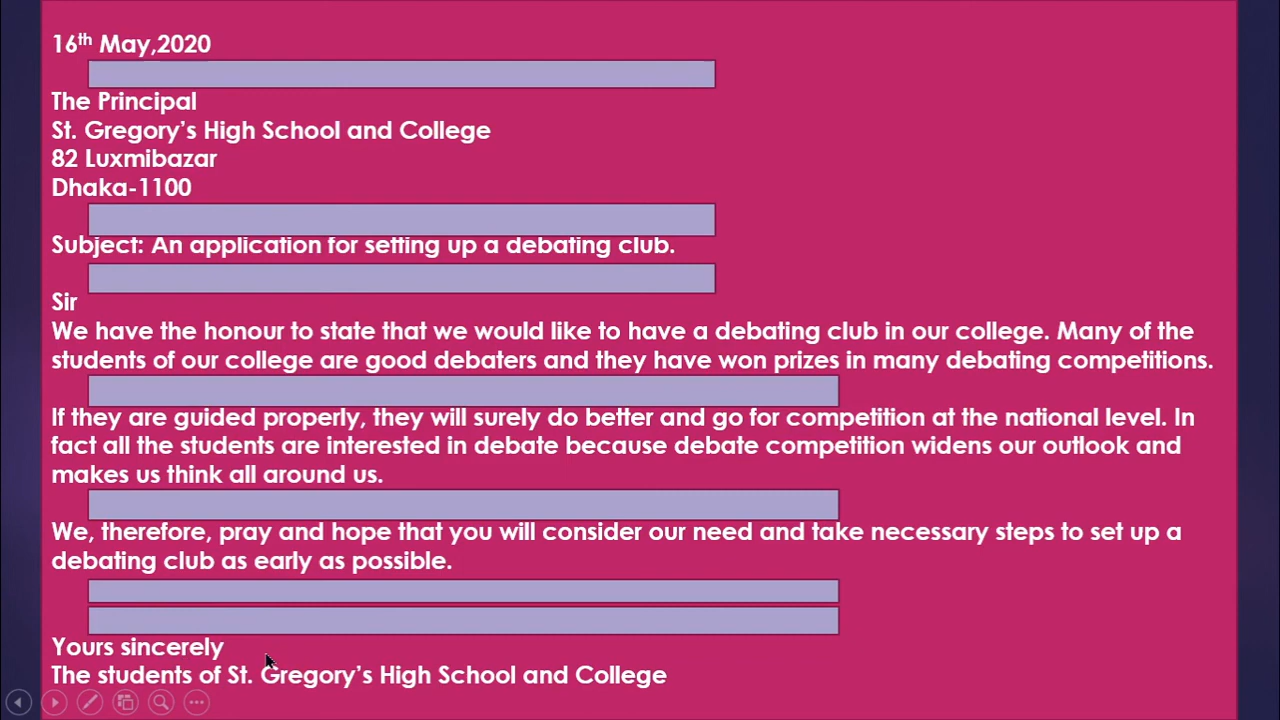 16th May,2020
The Principal
St. Gregory's High School and College
82 Luxmibazar
Dhaka-1100
Subject: An application for setting up a debating club.
Sir
We have the honour to state that we would like to have a debating club in our college. Many of the
students of our college are good debaters and they have won prizes in many debating competitions.
If they are guided properly, they will surely do better and go for competition at the national level. In
fact all the students are interested in debate because debate competition widens our outlook and
makes us think all around us.
We, therefore, pray and hope that you will consider our need and take necessary steps to set up a
debating club as early as possible.
Yours sincerely
The students of St. Gregory's High School and College